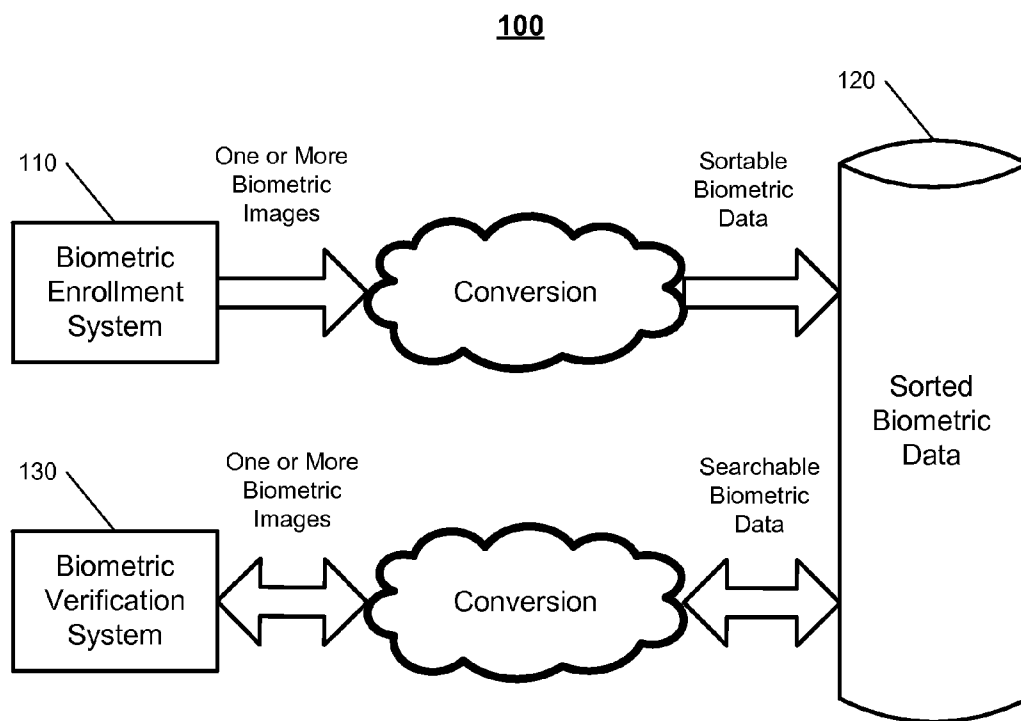 100
120
110
One or More
Biometric
Images
Sortable
Biometric
Data
Biometric
Enrollment
System
Conversion
Sorted
Biometric
Data
130
One or More
Biometric
Images
Searchable
Biometric
Data
Biometric
Verification
System
Conversion